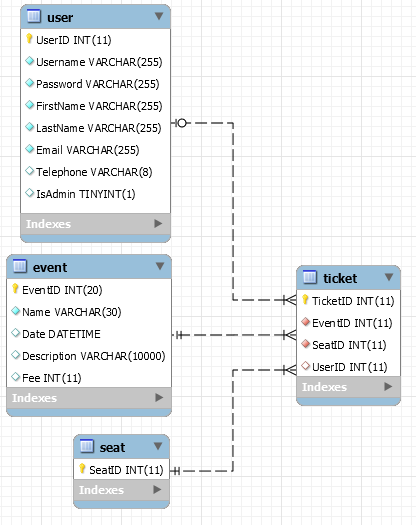 user
UserID INT(11)
Username VARCHAR(255)
Password VARCHAR(255)
FirstName VARCHAR(255)
LastName VARCHAR(255)
Email VARCHAR(255)
Telephone VARCHAR(8)
IsAdmin TINYINT(1)
Indexes
event
EventID INT(20)
Name VARCHAR(30)
Date DATETIME
Description VARCHAR(10000)
Fee INT(11)
Indexes
ticket
TicketID INT(11)
EventID INT(11)
SeatID INT(11)
UserID INT(11)
Indexes
seat
SeatID INT(11)
Indexes